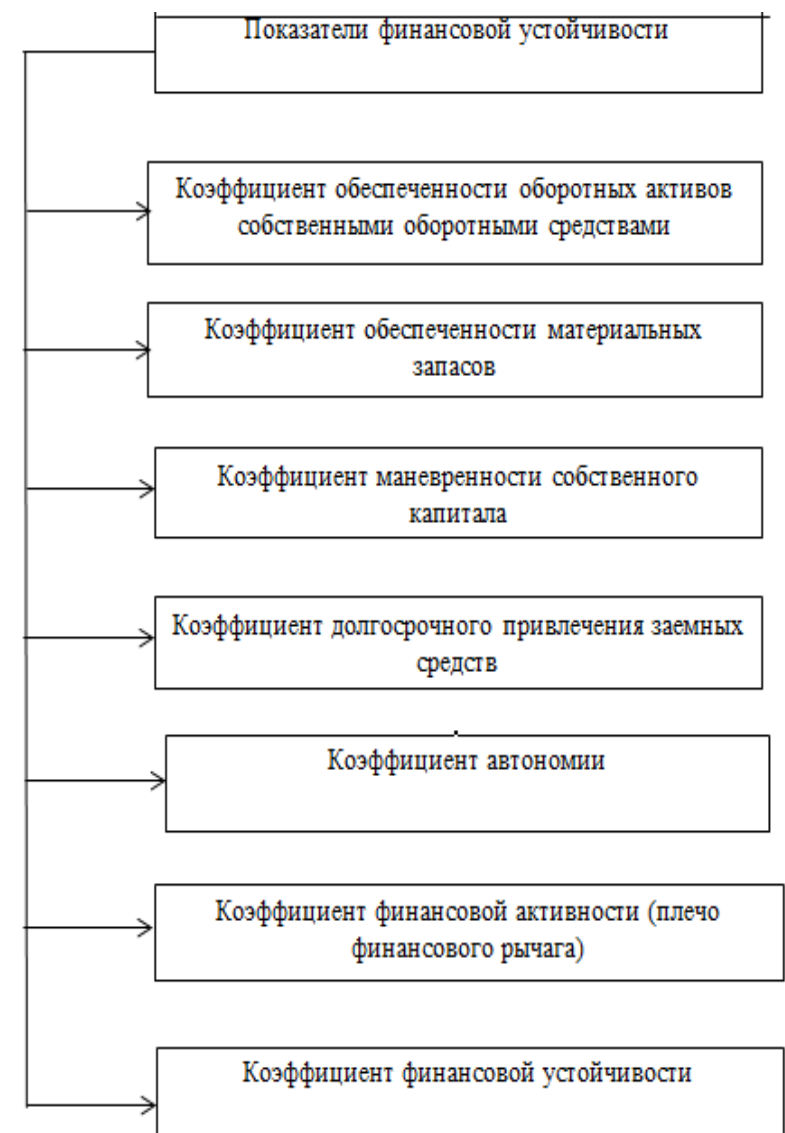 Показатели финансовой устойчивости
Коэффициент обеспеченности оборотных активов
собственными оборотными средствами
Коэффициент обеспеченности материальных
запасов
Коэффициент маневренности собственного
капитала
Коэффициент долгосрочного привлечения заемных
средств
Коэффициент автономии
Коэффициент финансовой активности (плечо
финансового рычага)
Коэффициент финансовой устойчивости